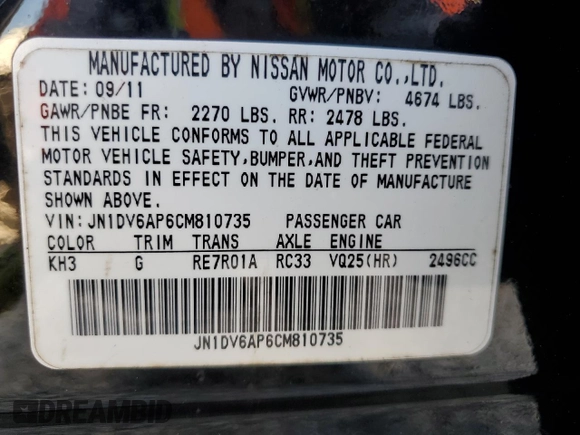 MANUFACTURED BY NISSAN MOTOR CO.,LTD.
DATE: 09/11 GVWR/PNBV: 4674 LBS.
GAWR/PNBE FR: 2270 LBS. RR: 2478 LBS.
THIS VEHICLE CONFORMS TO ALL APPLICABLE FEDERAL
MOTOR VEHICLE SAFETY,BUMPER,AND THEFT PREVENTION
STANDARDS IN EFFECT ON THE DATE OF MANUFACTURE
SHOWN ABOVE.
VIN:JN1DV6AP6CM810735 PASSENGER CAR
COLOR TRIM TRANS AXLE ENGINE
KH3 G RE7R01A RC33 VQ25(HR) 2496CC
JN1DV6AP6CM810735
DREAMBID